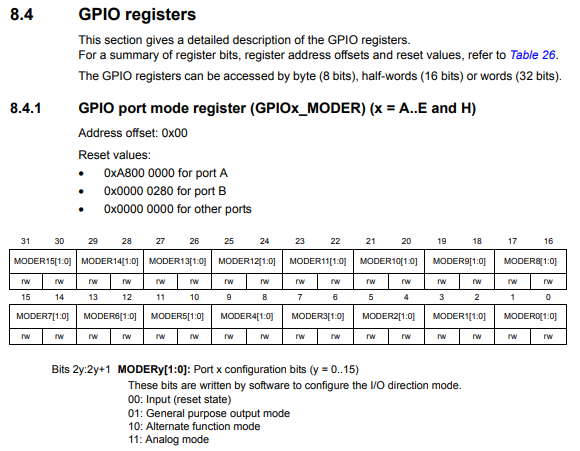 8.4 GPIO registers
This section gives a detailed description of the GPIO registers.
For a summary of register bits, register address offsets and reset values, refer to Table 26.
The GPIO registers can be accessed by byte (8 bits), half-words (16 bits) or words (32 bits).
8.4.1 GPIO port mode register (GPIOx_MODER) (x = A..E and H)
Address offset: 0x00
Reset values:
• 0xA800 0000 for port A
• 0x0000 0280 for port B
• 0x0000 0000 for other ports
31 30 29 28 27 26 25 24 23 22 21 20 19 18 17 16
MODER15[1:0] MODER14[1:0] MODER13[1:0] MODER12[1:0] MODER11[1:0] MODER10[1:0] MODER9[1:0] MODER8[1:0]
rw rw rw rw rw rw rw rw rw rw rw rw rw rw rw rw
15 14 13 12 11 10 9 8 7 6 5 4 3 2 1 0
MODER7[1:0] MODER6[1:0] MODER5[1:0] MODER4[1:0] MODER3[1:0] MODER2[1:0] MODER1[1:0] MODER0[1:0]
rw rw rw rw rw rw rw rw rw rw rw rw rw rw rw rw
Bits 2y:2y+1 MODERy[1:0]: Port x configuration bits (y = 0..15)
These bits are written by software to configure the I/O direction mode.
00: Input (reset state)
01: General purpose output mode
10: Alternate function mode
11: Analog mode